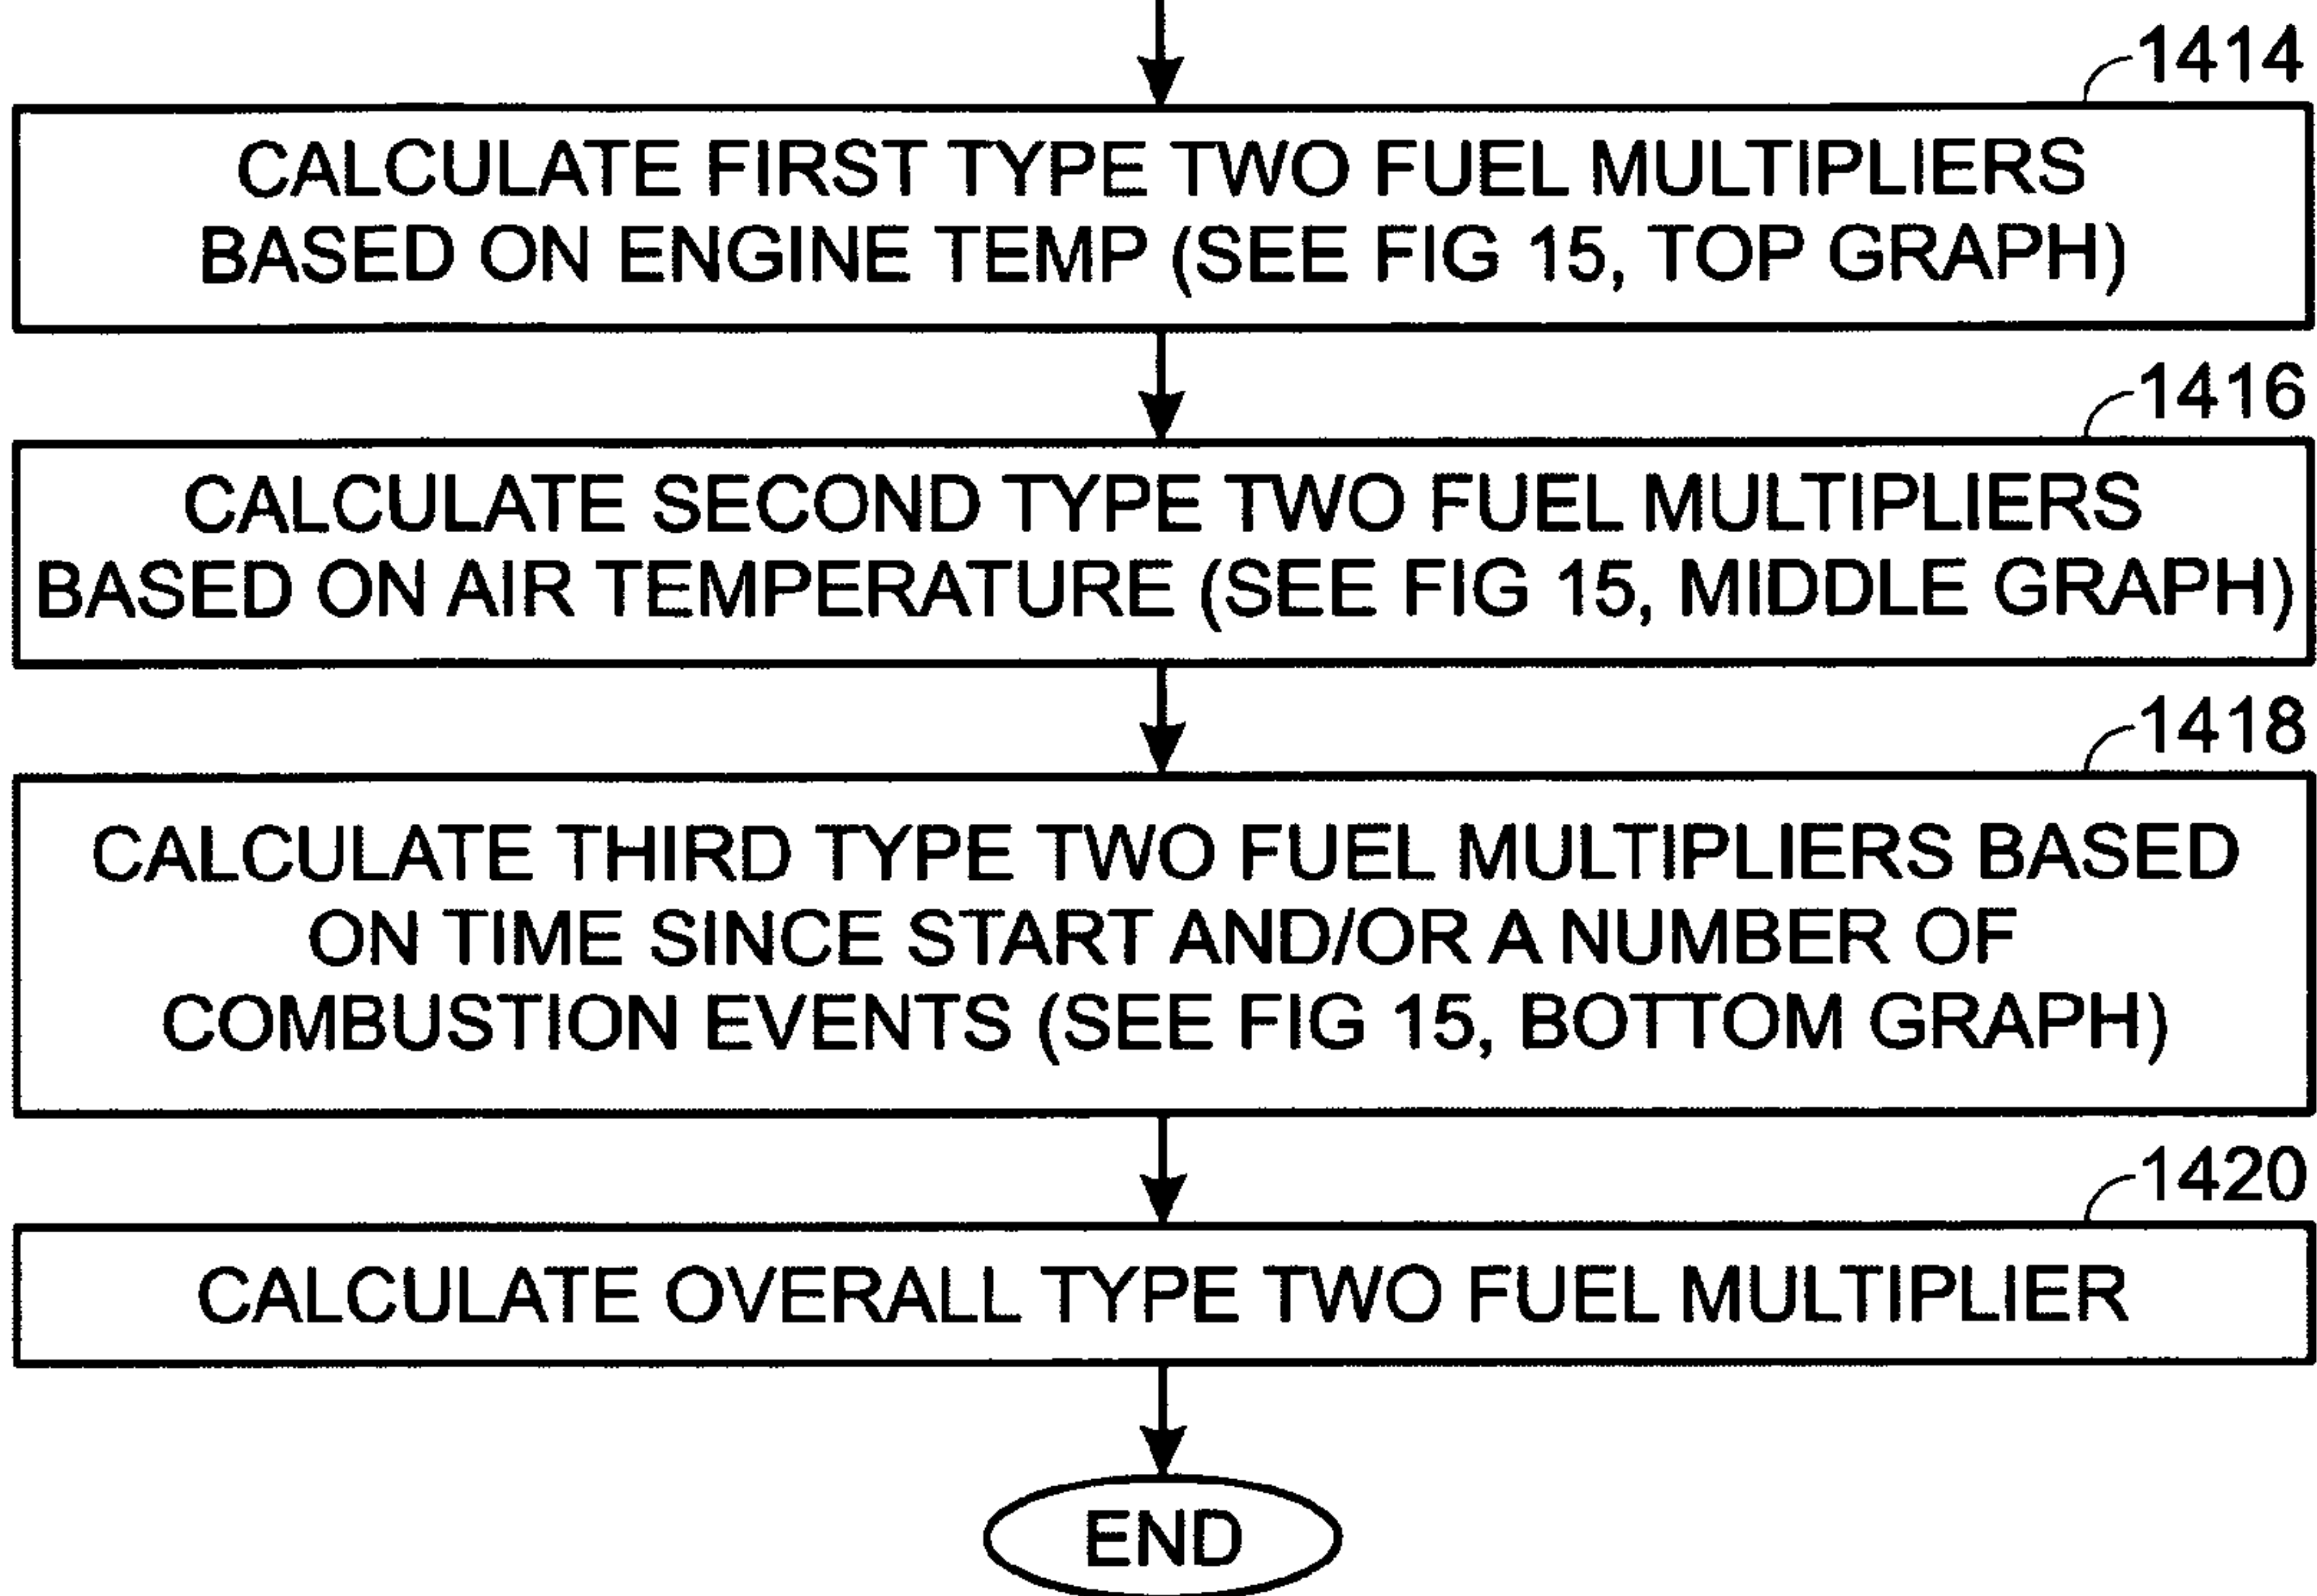 1414
CALCULATE FIRST TYPE TWO FUEL MULTIPLIERS
BASED ON ENGINE TEMP (SEE FIG 15, TOP GRAPH)
1416
CALCULATE SECOND TYPE TWO FUEL MULTIPLIERS
BASED ON AIR TEMPERATURE (SEE FIG 15, MIDDLE GRAPH)
1418
CALCULATE THIRD TYPE TWO FUEL MULTIPLIERS BASED
ON TIME SINCE START AND/OR A NUMBER OF
COMBUSTION EVENTS (SEE FIG 15, BOTTOM GRAPH)
1420
CALCULATE OVERALL TYPE TWO FUEL MULTIPLIER
END